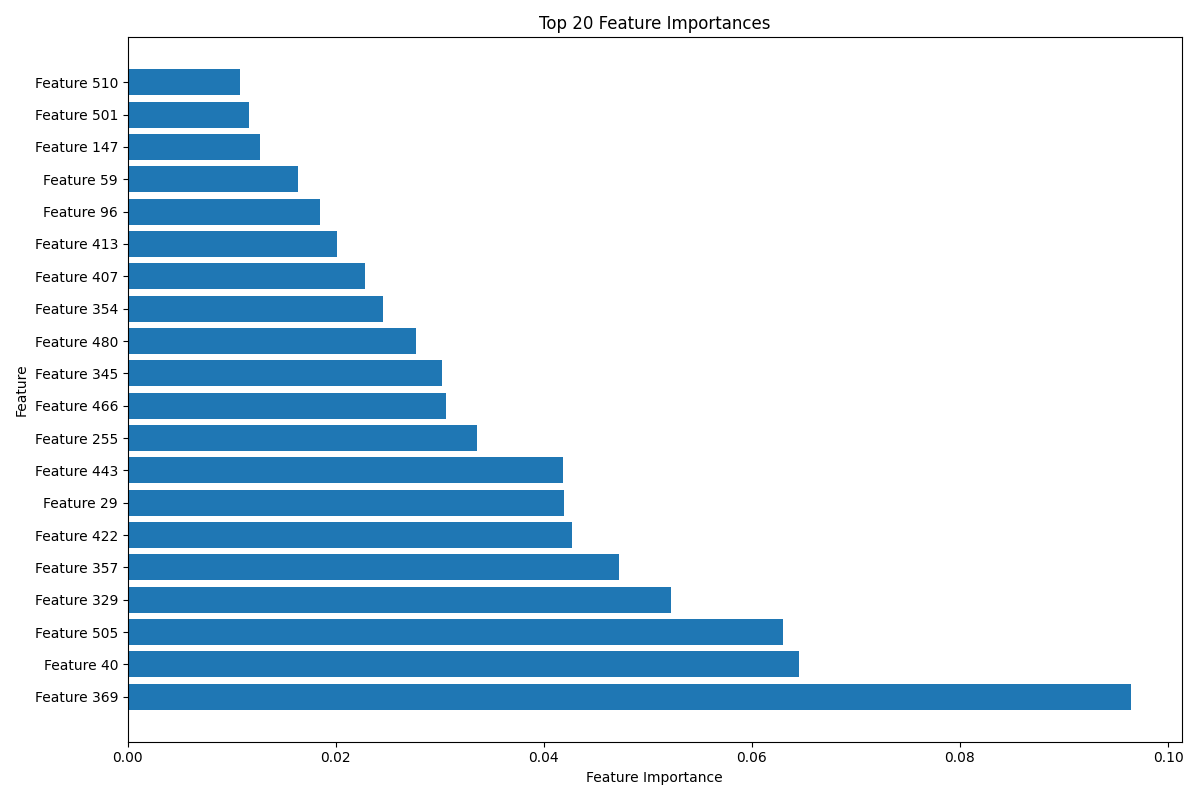 Top 20 Feature Importances
Feature 510
Feature 501
Feature 147
Feature 59
Feature 96
Feature 413
Feature 407
Feature 354
Feature 480
Feature 345
Feature 466
Feature 255
Feature 443
Feature 29
Feature 422
Feature 357
Feature 329
Feature 505
Feature 40
Feature 369
Feature
0.00 0.02 0.04 0.06 0.08 0.10
Feature Importance